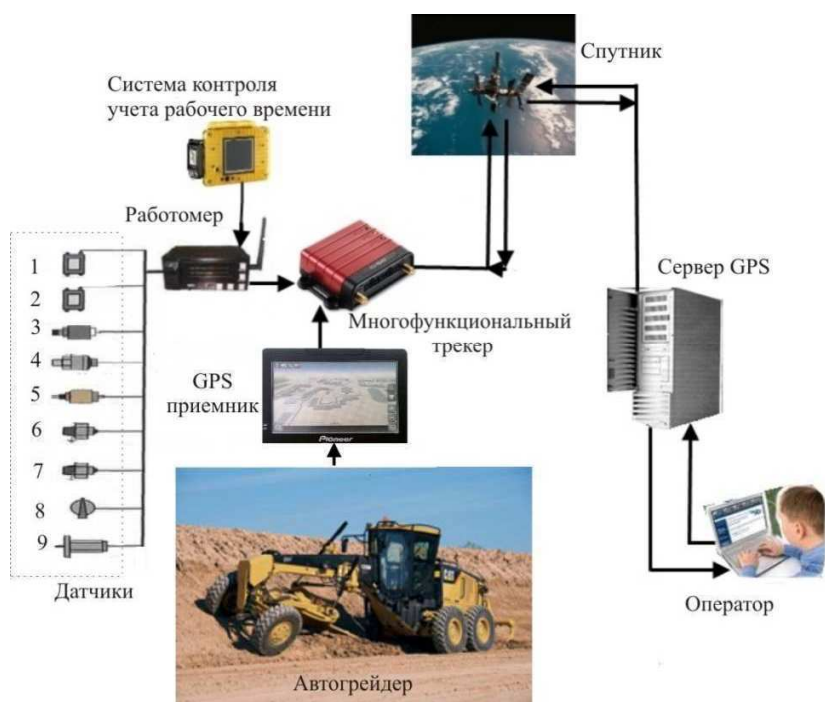 Спутник
Система контроля
учета рабочего времени
Работомер
Сервер GPS
1
2
3
4
5
6
7
8
9
Многофункциональный
трекер
GPS
приемник
Pioneer
CAT
Датчики
Оператор
Автогрейдер